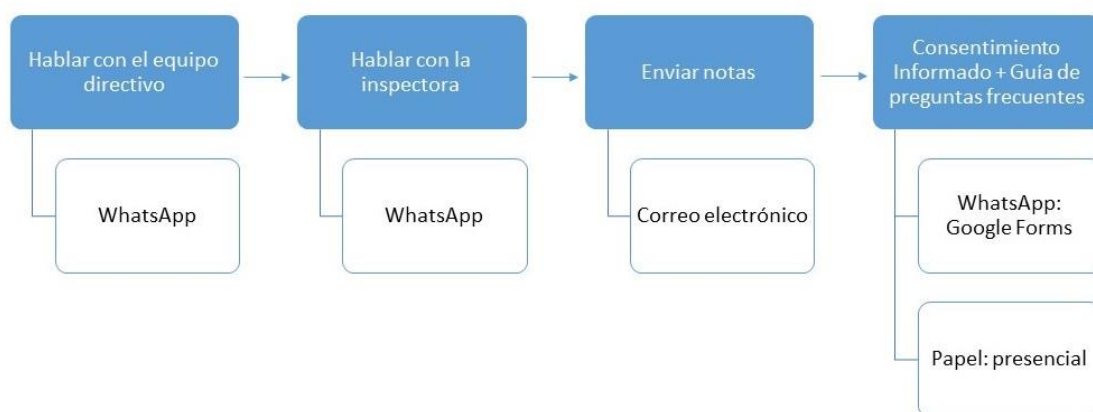 Hablar con el equipo
directivo
Hablar con la
inspectora
Enviar notas
Consentimiento
Informado + Guía de
preguntas frecuentes
WhatsApp
WhatsApp
Correo electrónico
WhatsApp:
Google Forms
Papel: presencial